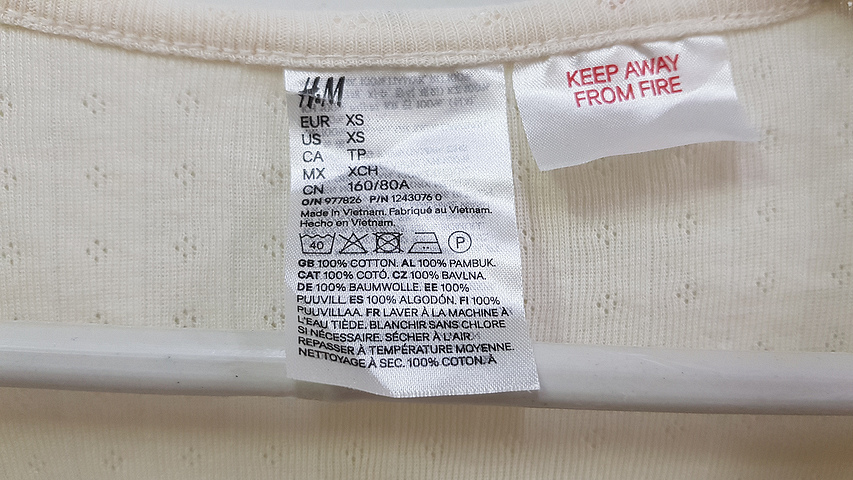 H&M
EUR XS
US XS
CA TP
MX XCH
CN 160/80A
O/N 977826 P/N 1243076 0
Made in Vietnam. Fabriqué au Vietnam.
Hecho en Vietnam.
40
P
GB 100% COTTON. AL 100% PAMBUK.
CAT 100% COTÓ. CZ 100% BAVLNA.
DE 100% BAUMWOLLE. EE 100%
PUUVILL. ES 100% ALGODÓN. FI 100%
PUUVILLAA. FR LAVER À LA MACHINE À
L'EAU TIÈDE. BLANCHIR SANS CHLORE
SI NÉCESSAIRE. SÉCHER À L'AIR.
REPASSER À TEMPÉRATURE MOYENNE.
NETTOYAGE À SEC. 100% COTON. À
KEEP AWAY
FROM FIRE